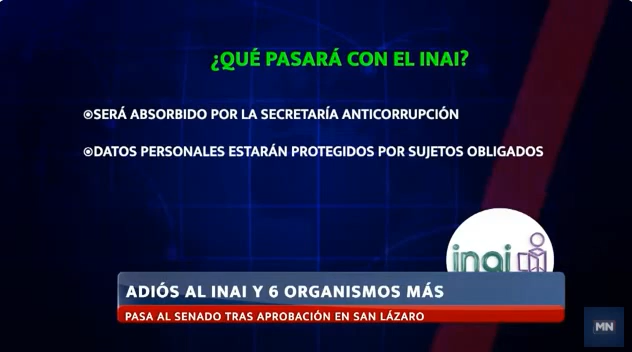 ¿QUÉ PASARÁ CON EL INAI?
◉SERÁ ABSORBIDO POR LA SECRETARÍA ANTICORRUPCIÓN
◉DATOS PERSONALES ESTARÁN PROTEGIDOS POR SUJETOS OBLIGADOS
inai
ADIÓS AL INAI Y 6 ORGANISMOS MÁS
PASA AL SENADO TRAS APROBACIÓN EN SAN LÁZARO
MN